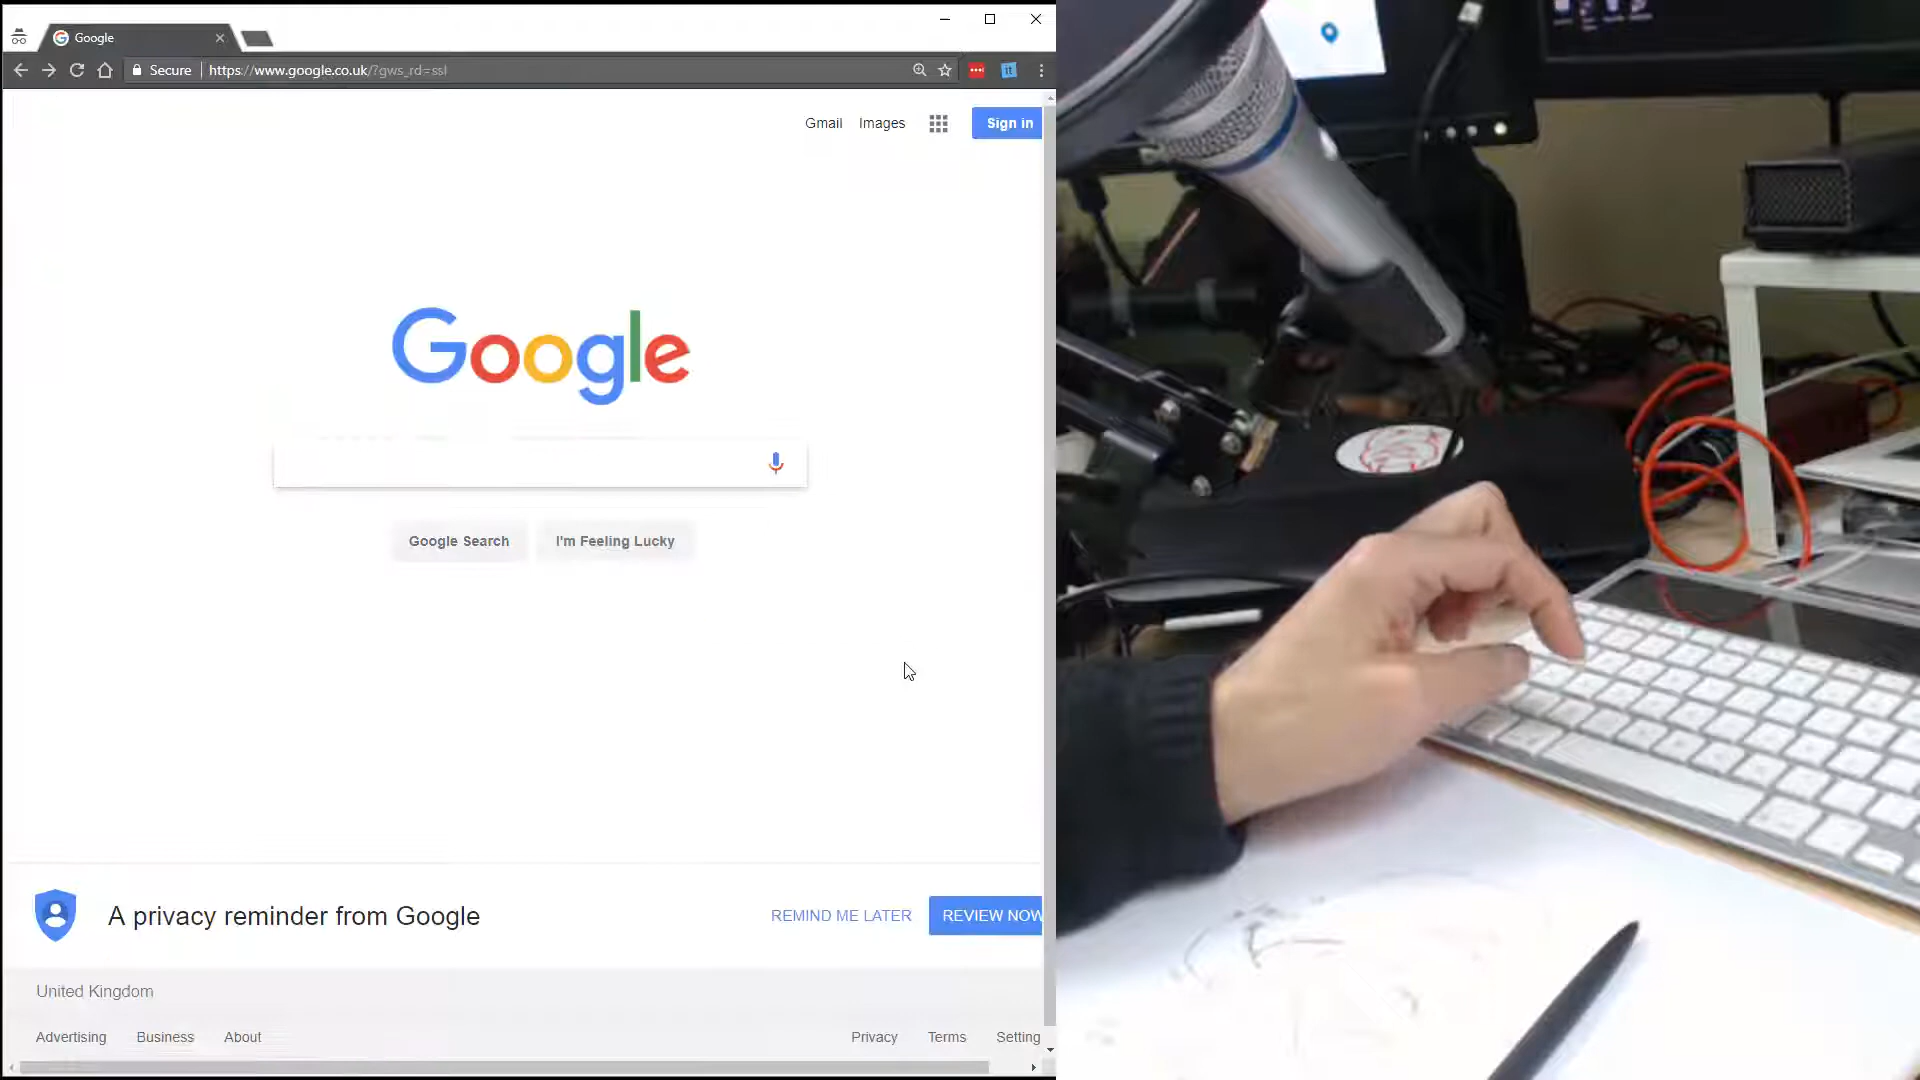 Google
Secure https://www.google.co.uk/?gws_rd=ssl
Gmail Images Sign in
Google
Google Search I'm Feeling Lucky
A privacy reminder from Google REMIND ME LATER REVIEW NOW
United Kingdom
Advertising Business About Privacy Terms Setting